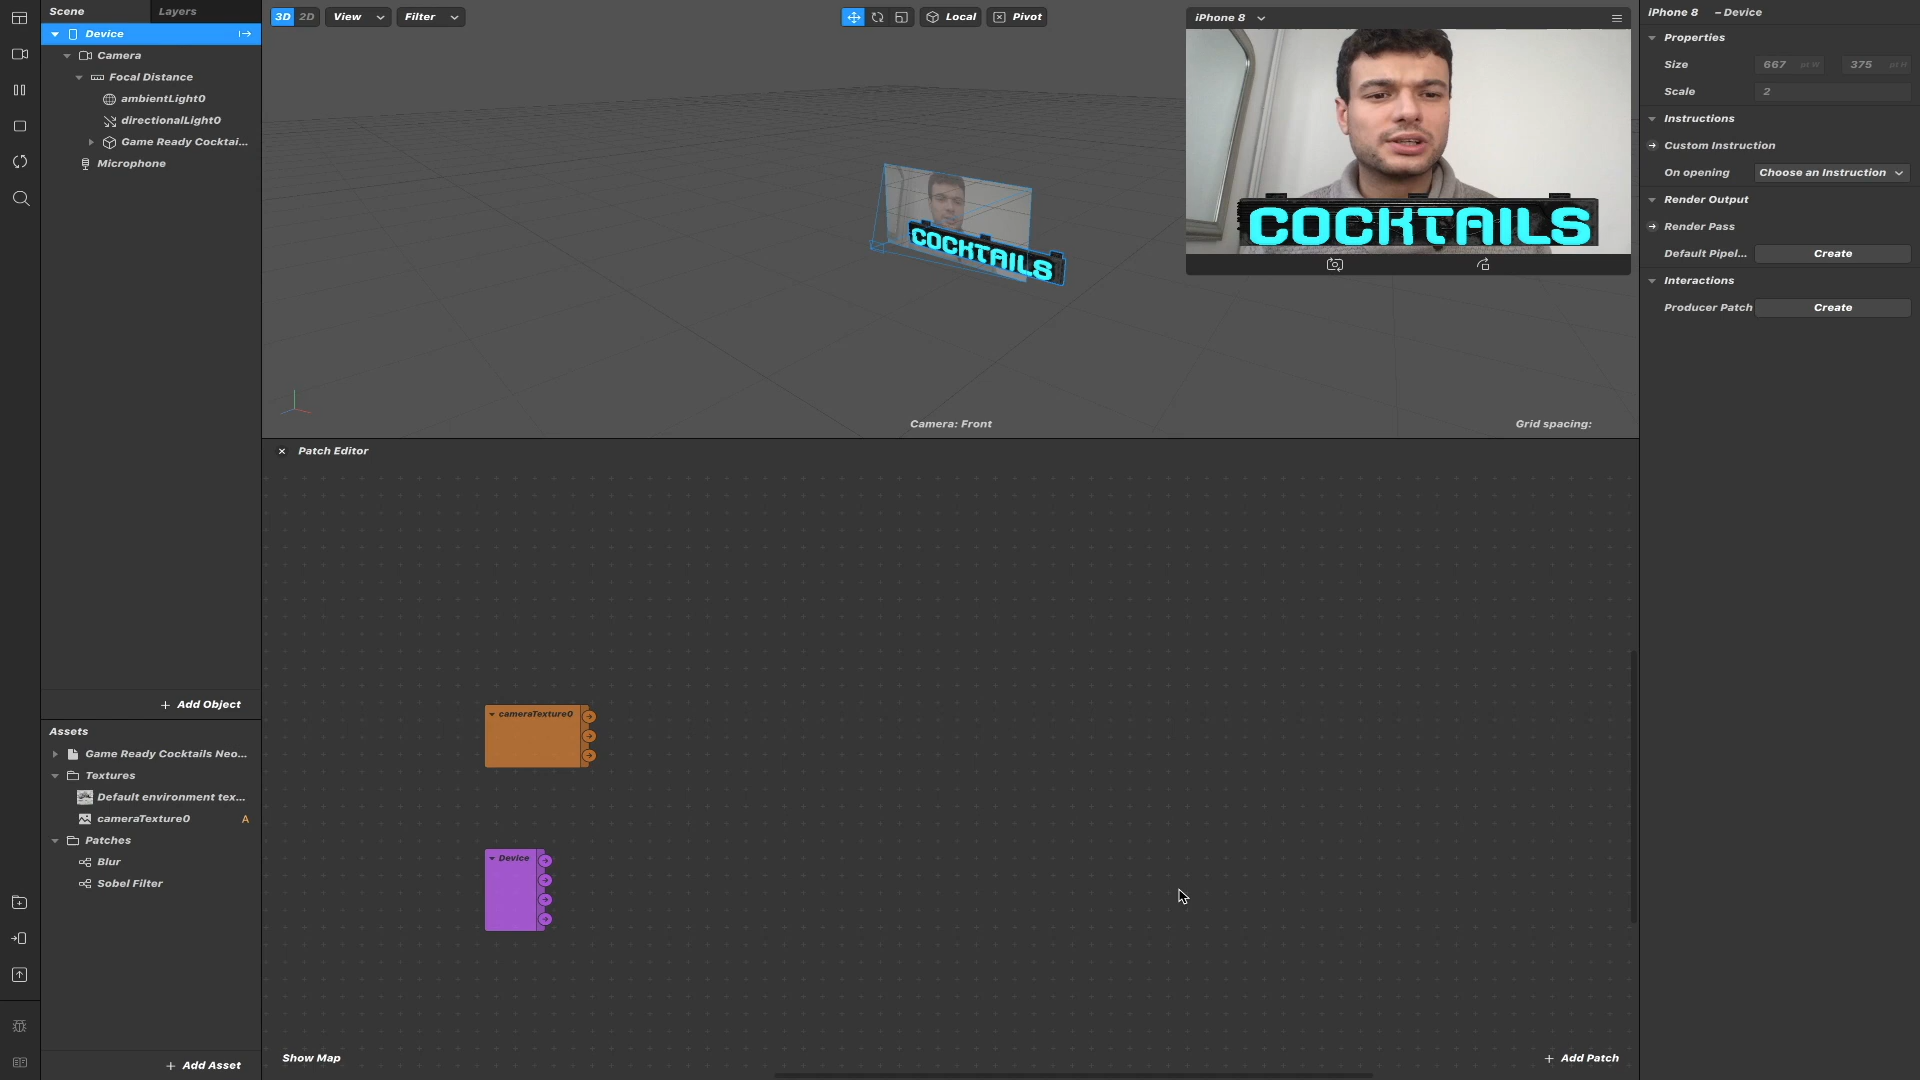 Scene
Layers
Device
Camera
Focal Distance
ambientLight0
directionalLight0
Game Ready Cocktai...
Microphone
+ Add Object
Assets
Game Ready Cocktails Neo...
Textures
Default environment tex...
cameraTexture0
A
Patches
Blur
Sobel Filter
+ Add Asset
3D
2D
View
Filter
Local
Pivot
COCKTAILS
Camera: Front
Grid spacing:
iPhone 8
COCKTAILS
Patch Editor
cameraTexture0
Device
Show Map
+ Add Patch
iPhone 8 – Device
Properties
Size 667 pt W 375 pt H
Scale 2
Instructions
Custom Instruction
On opening Choose an Instruction
Render Output
Render Pass
Default Pipel... Create
Interactions
Producer Patch Create